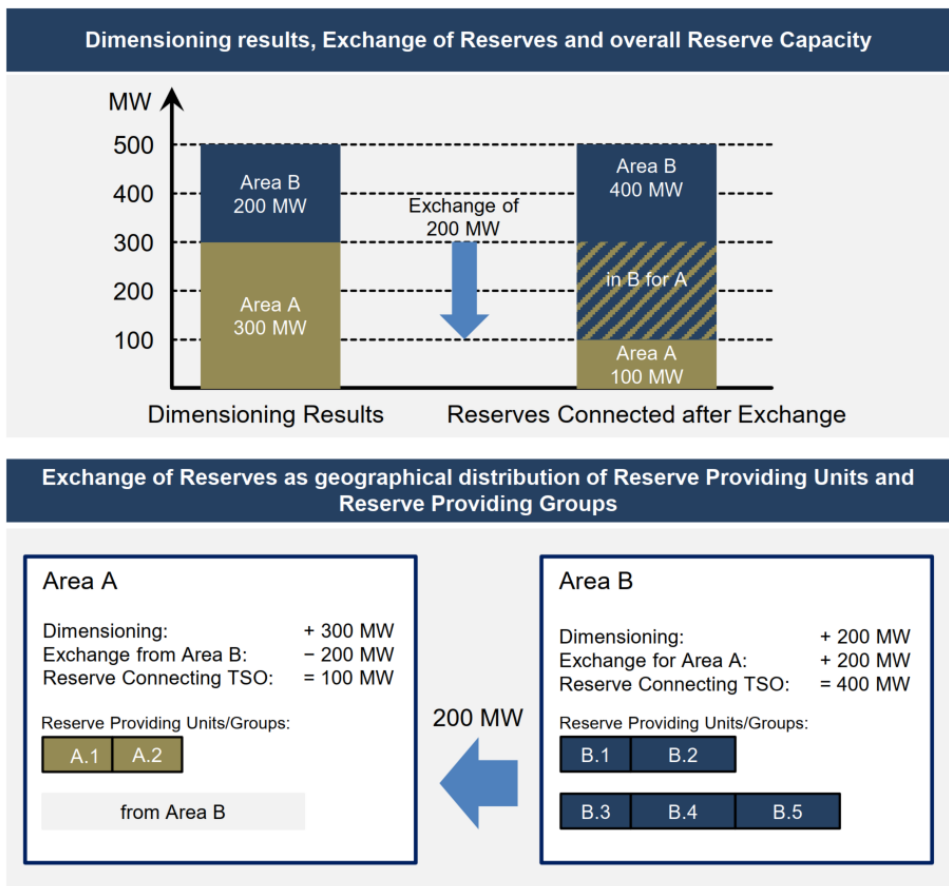 Dimensioning results, Exchange of Reserves and overall Reserve Capacity
MW
500
400
300
200
100
Area B
200 MW
Area A
300 MW
Exchange of
200 MW
Area B
400 MW
in B for A
Area A
100 MW
Dimensioning Results
Reserves Connected after Exchange
Exchange of Reserves as geographical distribution of Reserve Providing Units and
Reserve Providing Groups
Area A
Dimensioning: + 300 MW
Exchange from Area B: − 200 MW
Reserve Connecting TSO: = 100 MW
Reserve Providing Units/Groups:
A.1 A.2
from Area B
200 MW
Area B
Dimensioning: + 200 MW
Exchange for Area A: + 200 MW
Reserve Connecting TSO: = 400 MW
Reserve Providing Units/Groups:
B.1 B.2
B.3 B.4 B.5